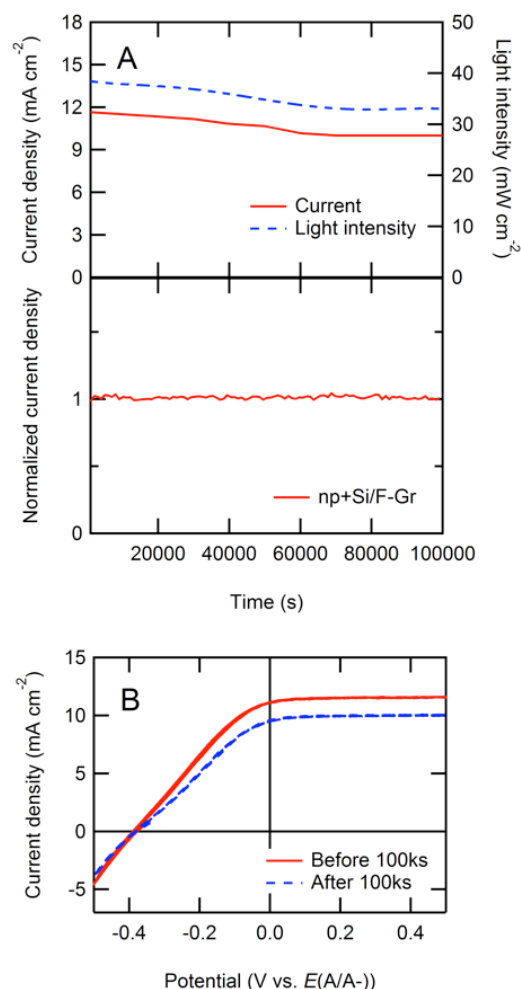 A
18
15
12
9
6
3
0
Current density (mA cm-2)
50
40
30
20
10
0
Light intensity (mW cm-2)
Current
Light intensity
Normalized current density
1
0
np+Si/F-Gr
20000 40000 60000 80000 100000
Time (s)
B
15
10
5
0
-5
Current density (mA cm-2)
Before 100ks
After 100ks
-0.4 -0.2 0.0 0.2 0.4
Potential (V vs. E(A/A-))